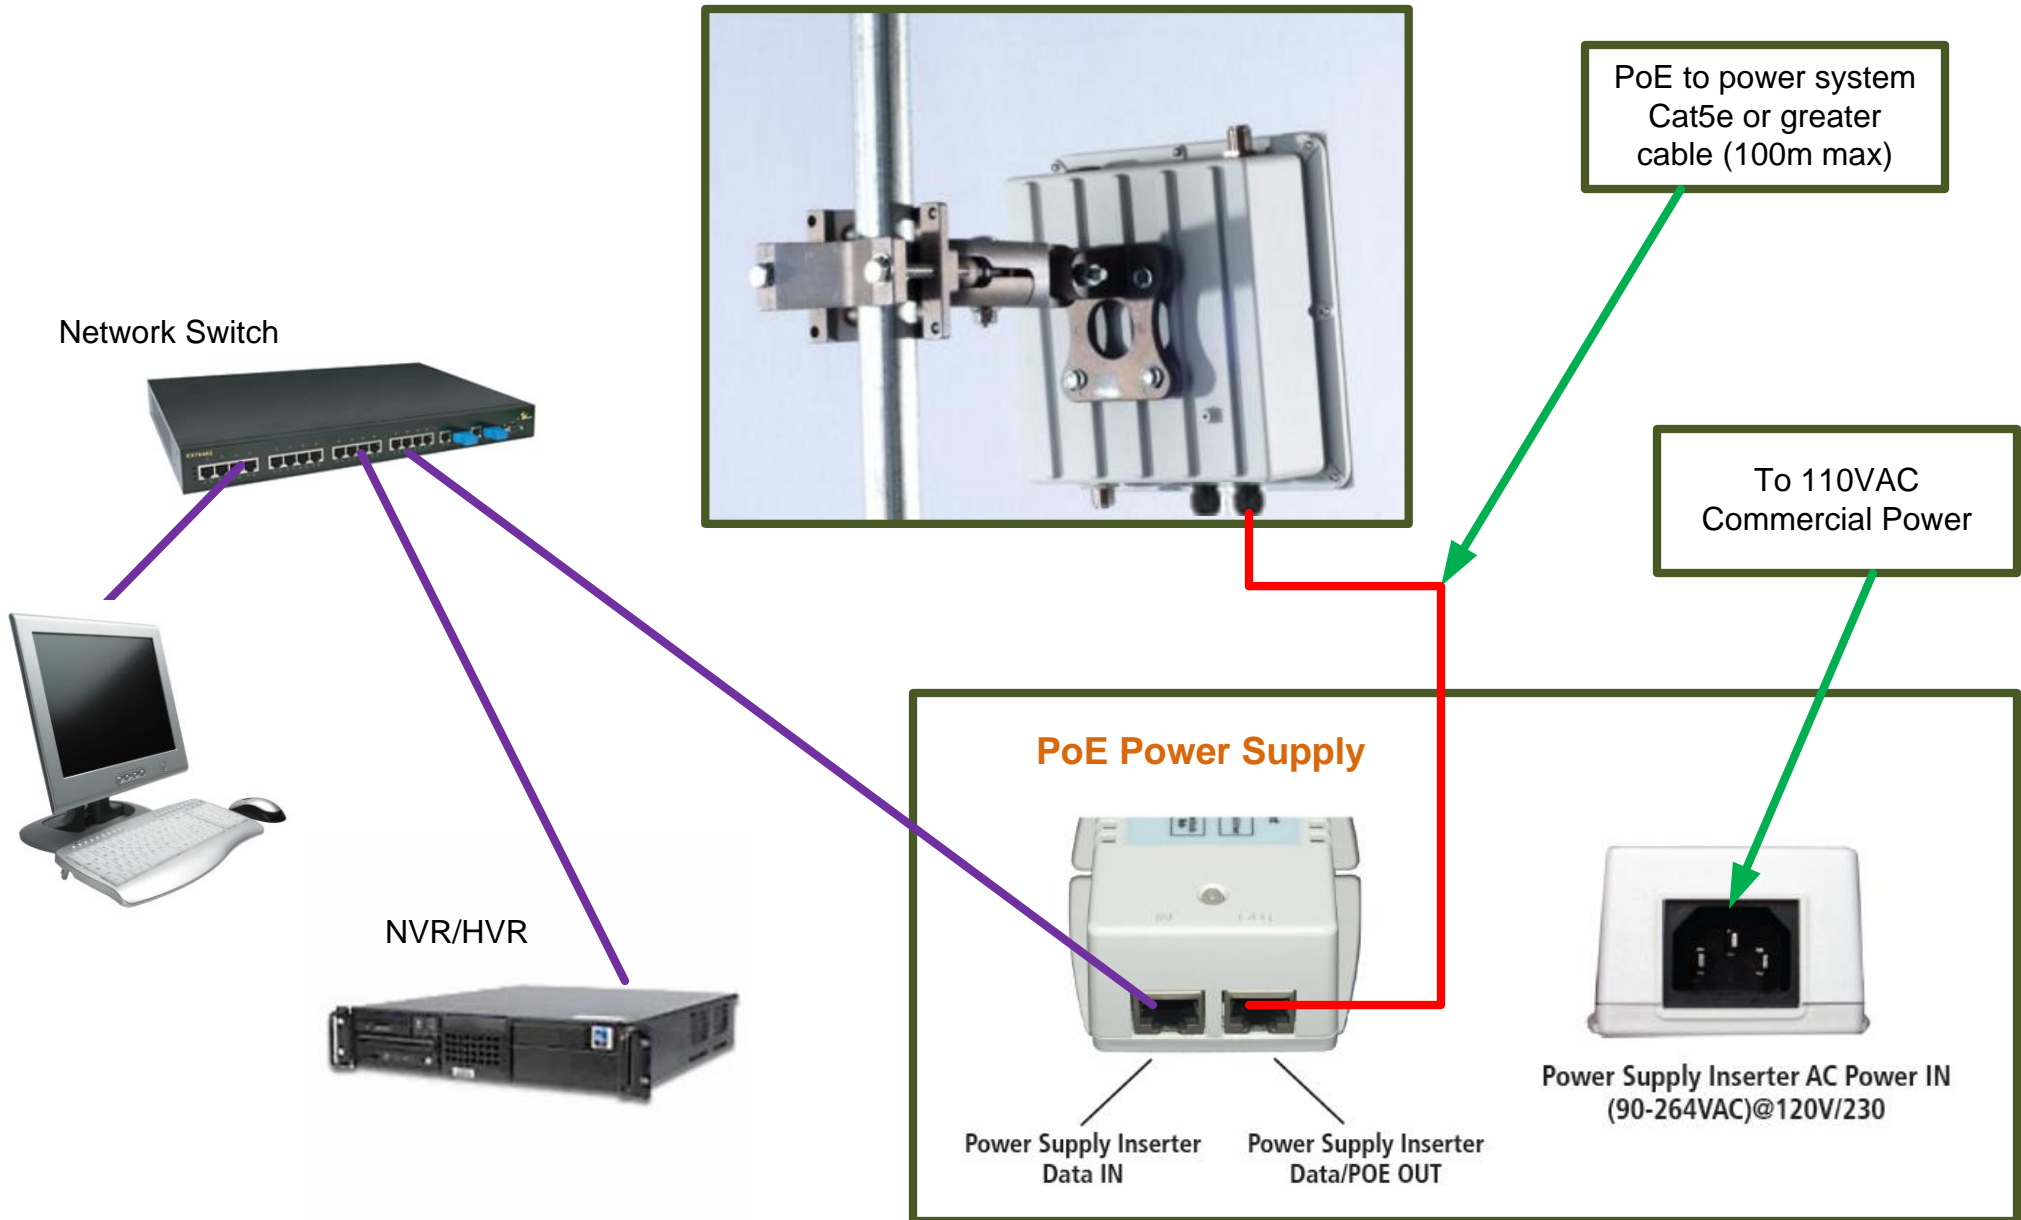 PoE to power system
Cat5e or greater
cable (100m max)
Network Switch
To 110VAC
Commercial Power
PoE Power Supply
IN
OUT
NVR/HVR
Power Supply Inserter AC Power IN
(90-264VAC)@120V/230
Power Supply Inserter
Data IN
Power Supply Inserter
Data/POE OUT